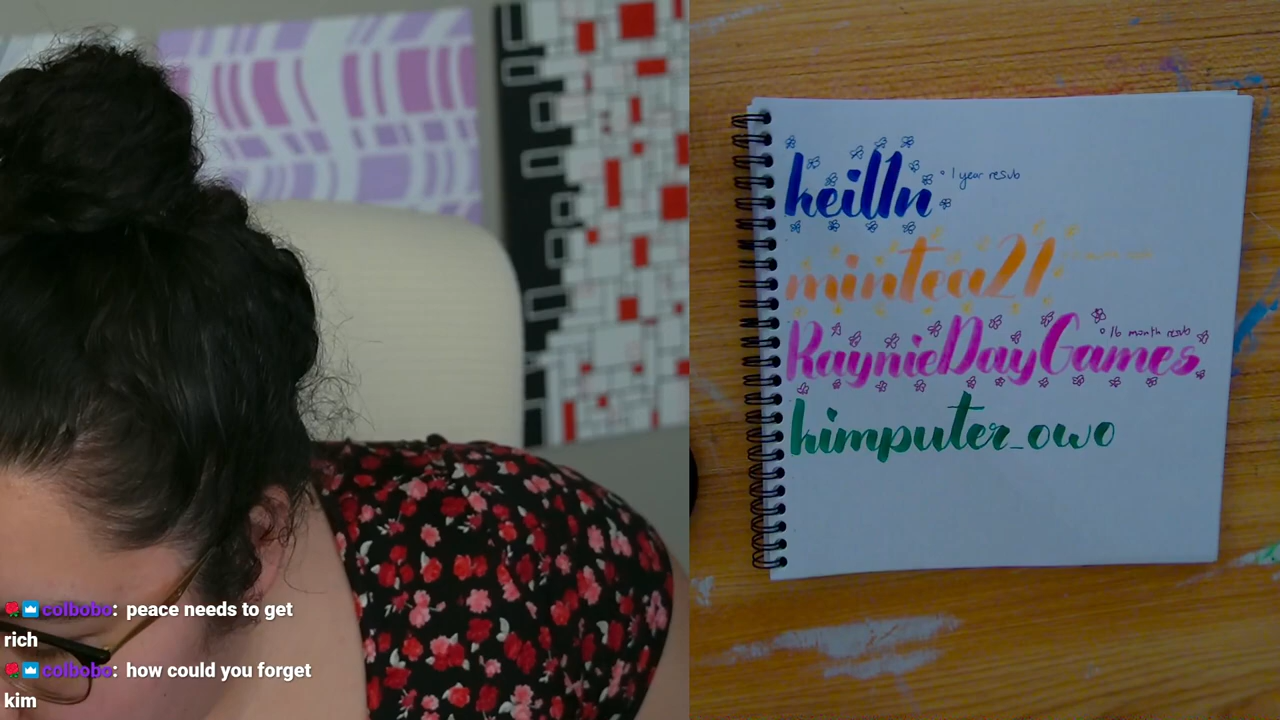 colbobo: peace needs to get
rich
colbobo: how could you forget
kim
keilln
1 year resub
mintea21
RaynieDayGames
16 month resub
kimputer_owo